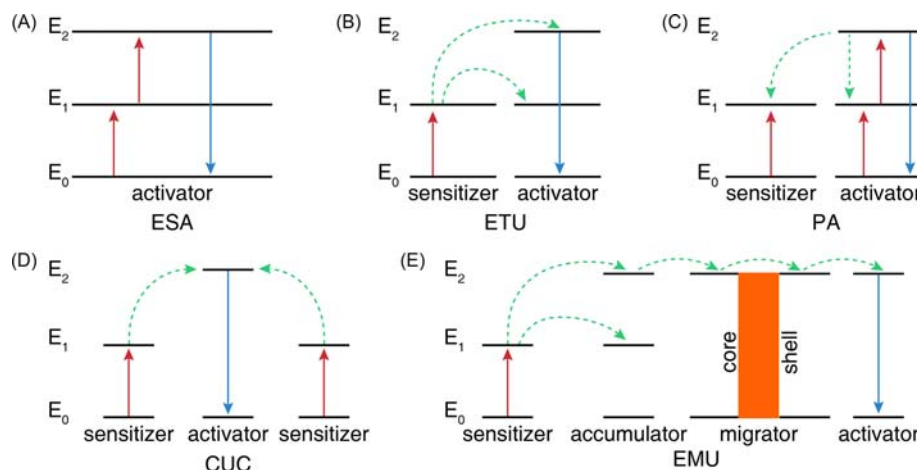 (A)
E2
E1
E0
activator
ESA
(B)
E2
E1
E0
sensitizer activator
ETU
(C)
E2
E1
E0
sensitizer activator
PA
(D)
E2
E1
E0
sensitizer activator sensitizer
CUC
(E)
E2
E1
E0
core
shell
sensitizer accumulator migrator activator
EMU